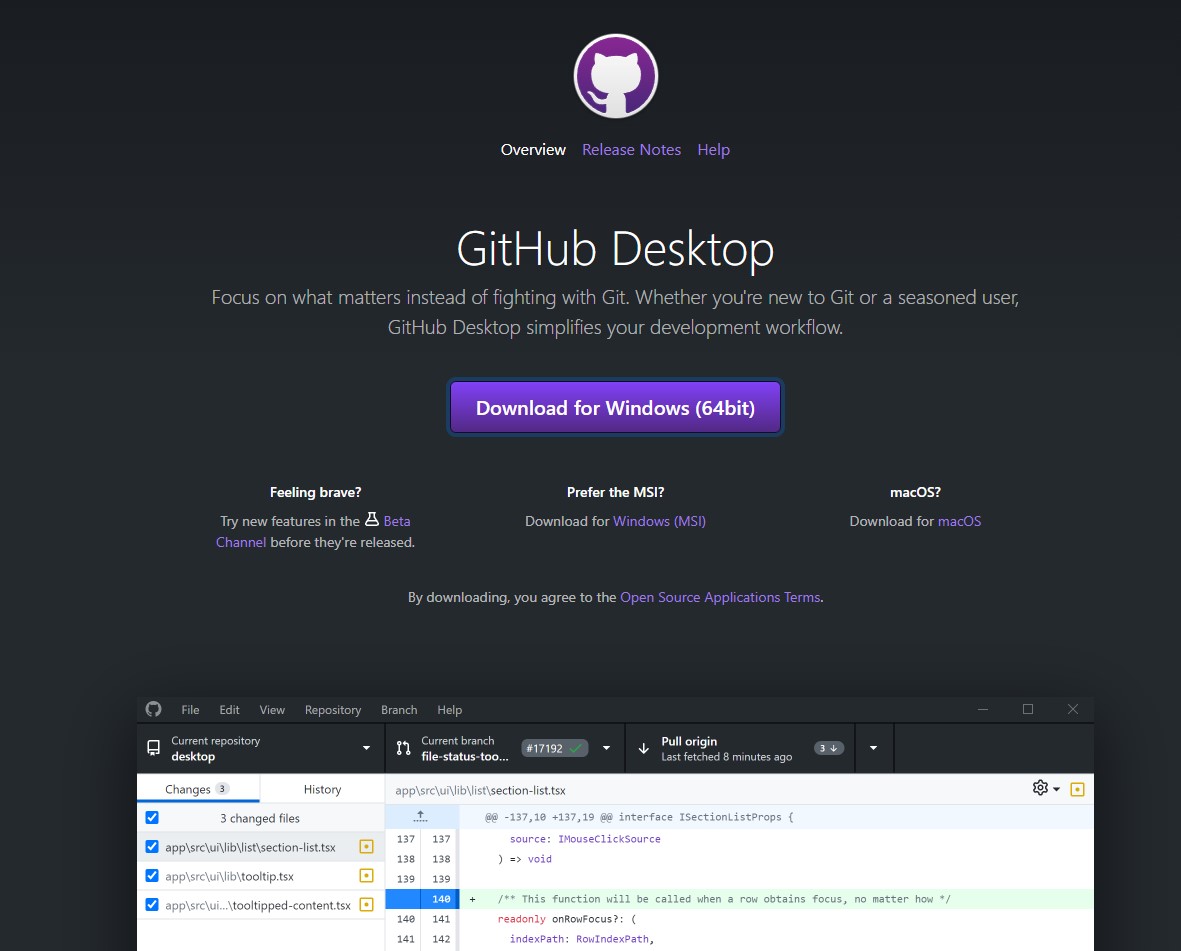 Overview Release Notes Help
GitHub Desktop
Focus on what matters instead of fighting with Git. Whether you're new to Git or a seasoned user,
GitHub Desktop simplifies your development workflow.
Download for Windows (64bit)
Feeling brave?
Try new features in the Beta
Channel before they're released.
Prefer the MSI?
Download for Windows (MSI)
macOS?
Download for macOS
By downloading, you agree to the Open Source Applications Terms.
File Edit View Repository Branch Help
Current repository
desktop
Current branch
file-status-too...
#17192
Pull origin
Last fetched 8 minutes ago
3
Changes 3 History
3 changed files
app\src\ui\lib\list\section-list.tsx
app\src\ui\lib\tooltip.tsx
app\src\ui...\tooltipped-content.tsx
app\src\ui\lib\list\section-list.tsx
@@ -137,10 +137,19 @@ interface ISectionListProps {
137 137 source: IMouseClickSource
138 138 ) => void
139 139
140 + /** This function will be called when a row obtains focus, no matter how */
140 141 readonly onRowFocus?: (
141 142 indexPath: RowIndexPath,